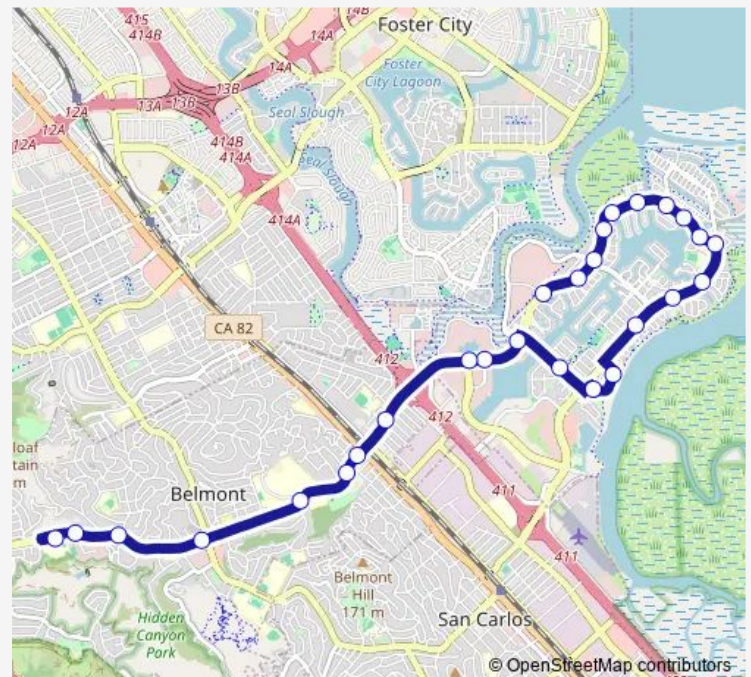 415
414B
14B
14A
Foster City
14A
13B
Foster
City Lagoon
12A
13A
13B
12A
12A
Seal Slough
414B
414A
Seal Slough
414A
CA 82
412
412
loaf
tain
m
Belmont
411
411
Belmont
Hill
171 m
Hidden
Canyon
Park
San Carlos
© OpenStreetMap contributors